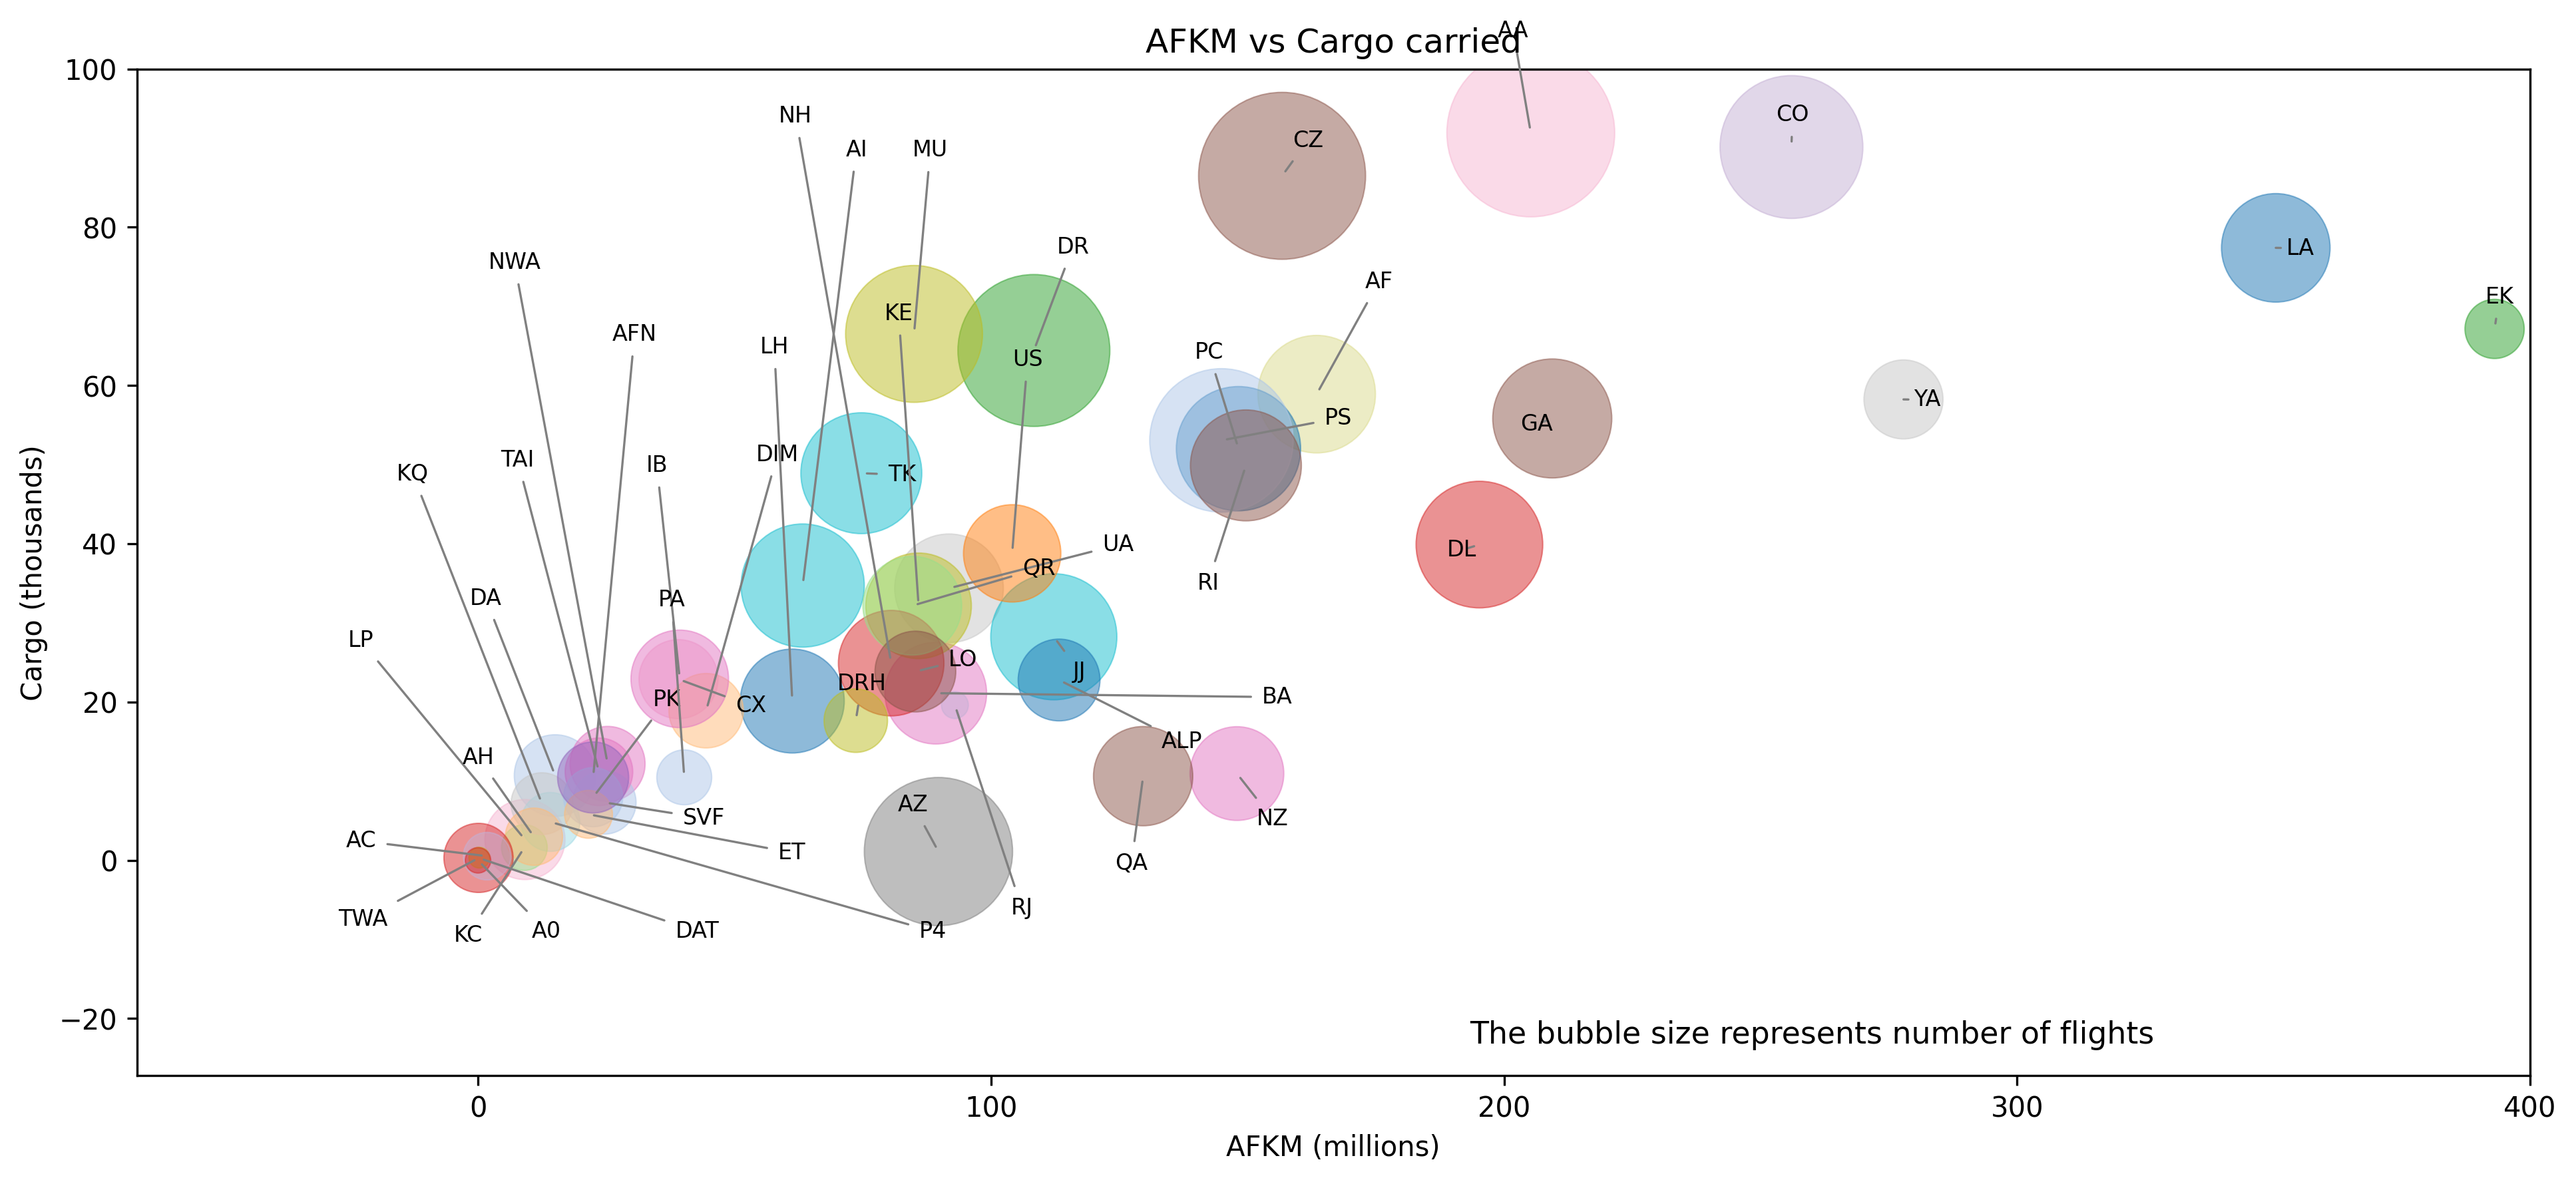 AA
AFKM vs Cargo carried
100
NH
CO
CZ
AI
MU
80
DR
LA
NWA
AF
EK
KE
AFN
LH
PC
US
60
YA
PS
GA
DIM
IB
TAI
KQ
TK
Cargo (thousands)
40
UA
DL
QR
RI
DA
PA
LP
LO
JJ
DRH
20
PK
CX
BA
ALP
AH
AZ
SVF
NZ
AC
ET
0
QA
RJ
TWA
KC
A0
DAT
P4
−20
The bubble size represents number of flights
0
100
200
300
400
AFKM (millions)